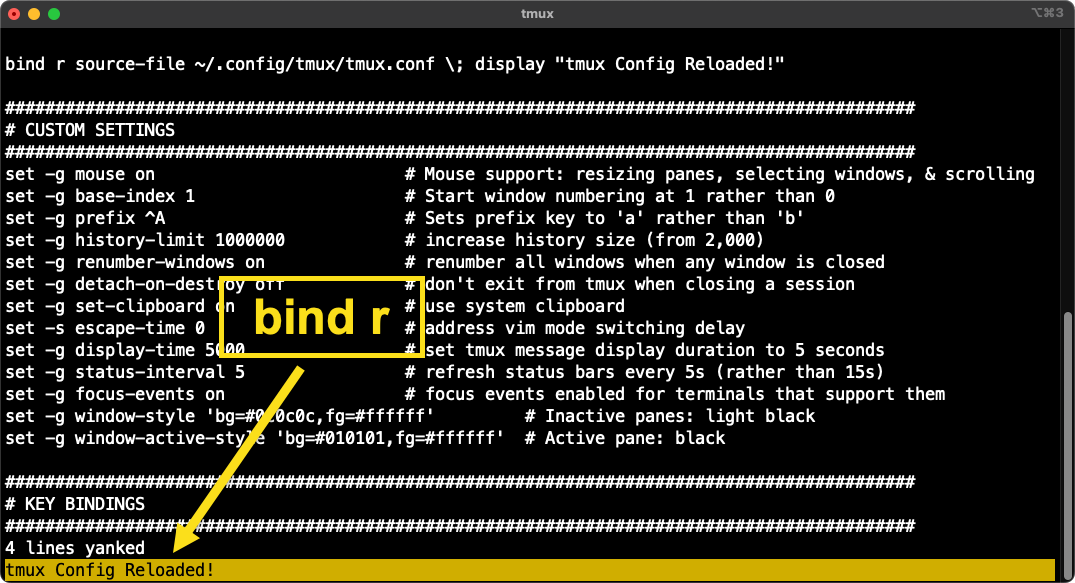 tmux
⌥⌘3
bind r source-file ~/.config/tmux/tmux.conf \; display "tmux Config Reloaded!"
###########################################################################################
# CUSTOM SETTINGS
###########################################################################################
set -g mouse on # Mouse support: resizing panes, selecting windows, & scrolling
set -g base-index 1 # Start window numbering at 1 rather than 0
set -g prefix ^A # Sets prefix key to 'a' rather than 'b'
set -g history-limit 1000000 # increase history size (from 2,000)
set -g renumber-windows on # renumber all windows when any window is closed
set -g detach-on-destroy off # don't exit from tmux when closing a session
set -g set-clipboard on # use system clipboard
bind r
set -s escape-time 0 # address vim mode switching delay
set -g display-time 5000 # set tmux message display duration to 5 seconds
set -g status-interval 5 # refresh status bars every 5s (rather than 15s)
set -g focus-events on # focus events enabled for terminals that support them
set -g window-style 'bg=#0c0c0c,fg=#ffffff' # Inactive panes: light black
set -g window-active-style 'bg=#010101,fg=#ffffff' # Active pane: black
###########################################################################################
# KEY BINDINGS
###########################################################################################
4 lines yanked
tmux Config Reloaded!